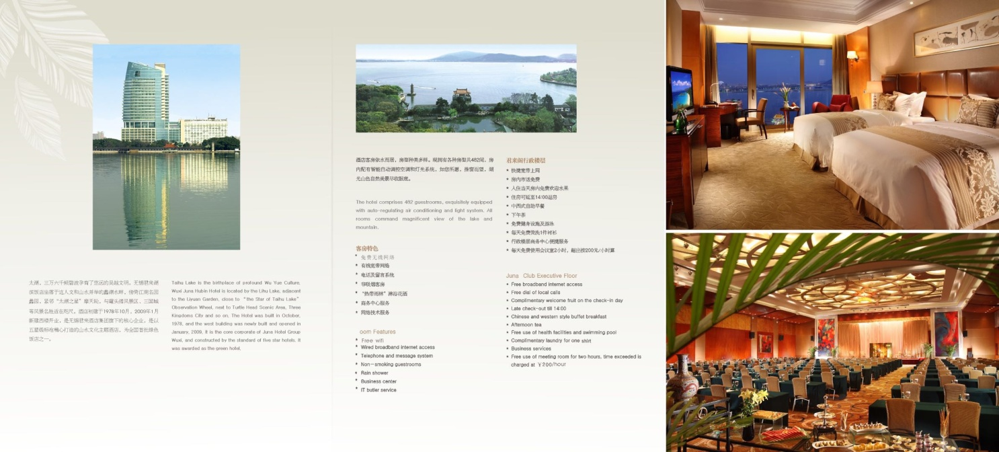 太湖，三万六千顷碧波孕育了悠远的吴越文明。无锡君来湖
滨饭店坐落于达人文和山水并举的蠡湖水畔，傍倚江南名园
蠡园，紧邻“太湖之星”摩天轮，与鼋头渚风景区、三国城
等风景名胜近在咫尺。酒店初建于1978年10月，2009年1月
新建西楼开业，是无锡君来酒店集团旗下的核心企业，是以
五星级标准精心打造的山水文化主题酒店，为全国首批绿色
饭店之一。
Taihu Lake is the birthplace of profound Wu Yue Culture,
Wuxi Juna Hubin Hotel is located by the Lihu Lake, adjacent
to the Liyuan Garden, close to “the Star of Taihu Lake”
Observation Wheel, next to Turtle Head Scenic Area, Three
Kingdoms City and so on. The Hotel was built in October,
1978, and the west building was newly built and opened in
January, 2009. It is the core corporate of Juna Hotel Group
Wuxi, and constructed by the standard of five star hotels. It
was awarded as the green hotel.
酒店客房依水而居，房型种类多样。现拥有各种房型共482间，房
内配有智能自动调控空调和灯光系统，如您所愿，推窗而望，湖
光山色自然美景尽收眼底。
The hotel comprises 482 guestrooms, exquisitely equipped
with auto-regulating air conditioning and light system. All
rooms command magnificent view of the lake and
mountain.
客房特色
* 免费无线网络
* 有线宽带网络
* 电话及留言系统
* 非吸烟客房
* “热带雨林”淋浴花洒
* 商务中心服务
* 网络技术服务
oom Features
* Free wifi
* Wired broadband internet access
* Telephone and message system
* Non-smoking guestrooms
* Rain shower
* Business center
* IT butler service
君来阁行政楼层
* 快捷宽带上网
* 房内市话免费
* 入住当天房内免费欢迎水果
* 住房可延至14:00退房
* 中西式自助早餐
* 下午茶
* 免费健身设施及游泳
* 每天免费烫洗1件衬衫
* 行政楼层商务中心便捷服务
* 每天免费使用会议室2小时，超出按200元/小时算
Juna Club Executive Floor
* Free broadband internet access
* Free dial of local calls
* Complimentary welcome fruit on the check-in day
* Late check-out till 14:00
* Chinese and western style buffet breakfast
* Afternoon tea
* Free use of health facilities and swimming pool
* Complimentary laundry for one shirt
* Business services
* Free use of meeting room for two hours, time exceeded is
charged at ￥200/hour